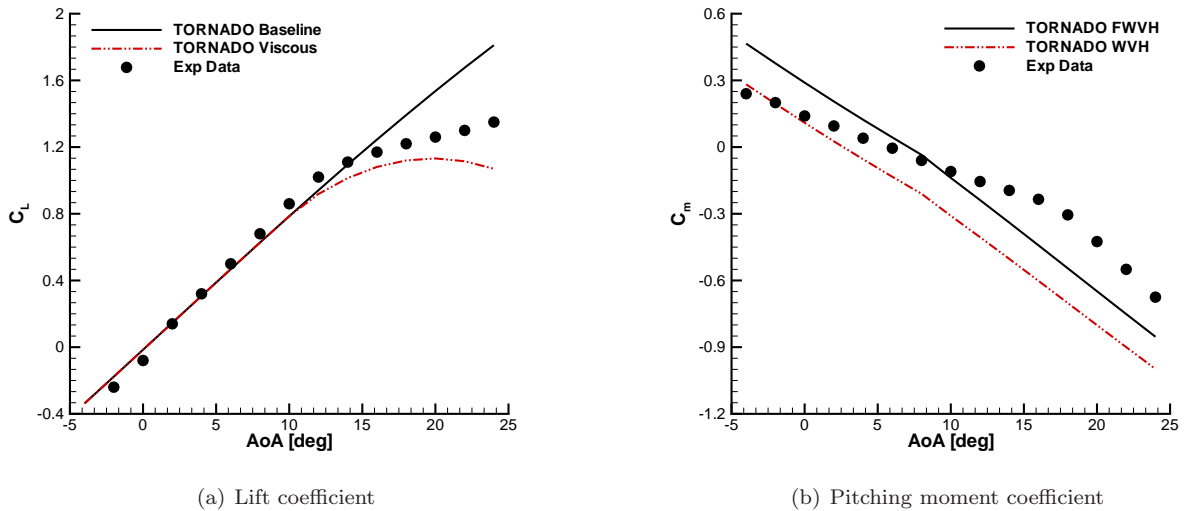 TORNADO Baseline
TORNADO Viscous
Exp Data
2
1.6
1.2
0.8
0.4
0
-0.4
C_L
-5 0 5 10 15 20 25
AoA [deg]
(a) Lift coefficient
TORNADO FWVH
TORNADO WVH
Exp Data
0.6
0.3
0
-0.3
-0.6
-0.9
-1.2
C_m
-5 0 5 10 15 20 25
AoA [deg]
(b) Pitching moment coefficient